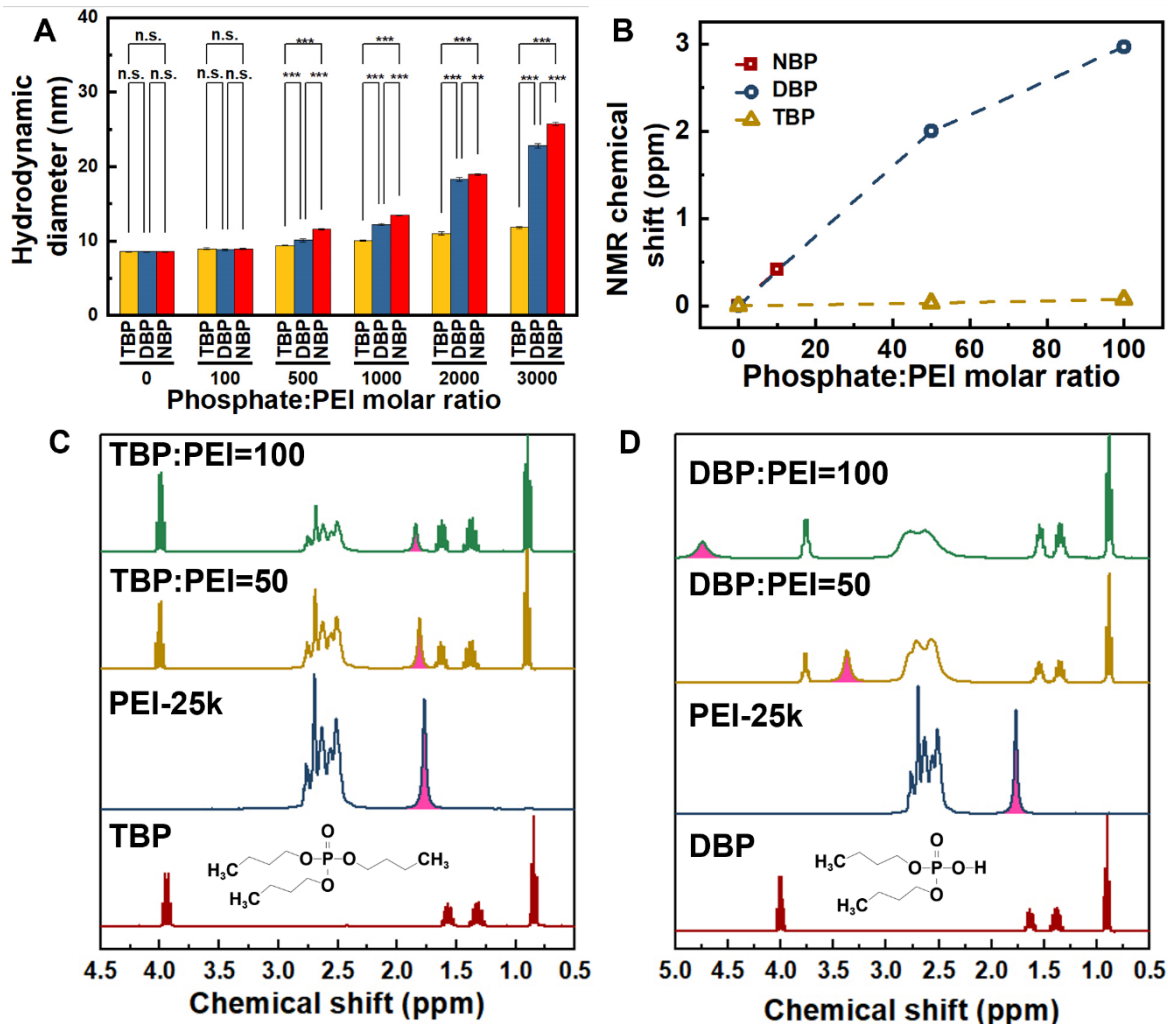 A
Hydrodynamic
diameter (nm)
40
30
20
10
0
n.s. n.s. *** *** *** ***
n.s. n.s. n.s. n.s. *** *** *** *** *** ** *** ***
TBP DBP NBP TBP DBP NBP TBP DBP NBP TBP DBP NBP TBP DBP NBP TBP DBP NBP
0 100 500 1000 2000 3000
Phosphate:PEI molar ratio
B
NMR chemical
shift (ppm)
3
2
1
0
NBP
DBP
TBP
0 20 40 60 80 100
Phosphate:PEI molar ratio
C
TBP:PEI=100
TBP:PEI=50
PEI-25k
TBP
O
H₃C O P O CH₃
H₃C O
4.5 4.0 3.5 3.0 2.5 2.0 1.5 1.0 0.5
Chemical shift (ppm)
D
DBP:PEI=100
DBP:PEI=50
PEI-25k
DBP
O
H₃C O P O H
H₃C O
5.0 4.5 4.0 3.5 3.0 2.5 2.0 1.5 1.0 0.5
Chemical shift (ppm)